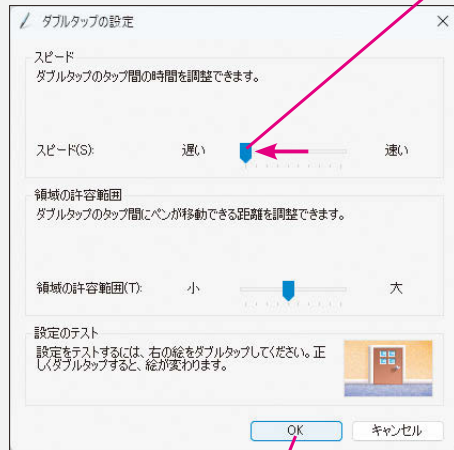 ダブルタップの設定
スピード
ダブルタップのタップ間の時間を調整できます。
スピード(S):
遅い
速い
領域の許容範囲
ダブルタップのタップ間にペンが移動できる距離を調整できます。
領域の許容範囲(T):
小
大
設定のテスト
設定をテストするには、右の絵をダブルタップしてください。正
しくダブルタップすると、絵が変わります。
OK
キャンセル